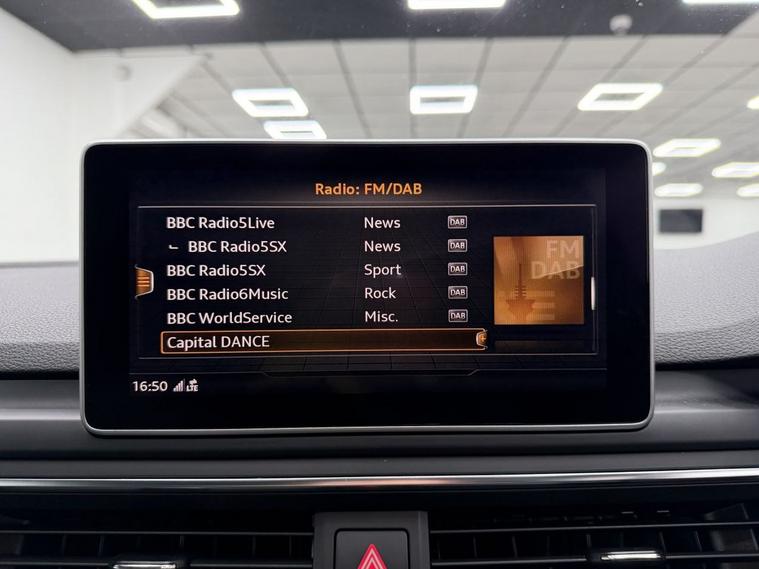 Radio: FM/DAB
BBC Radio5Live News DAB
BBC Radio5SX News DAB
BBC Radio5SX Sport DAB
BBC Radio6Music Rock DAB
BBC WorldService Misc. DAB
Capital DANCE
FM
DAB
16:50 LTE